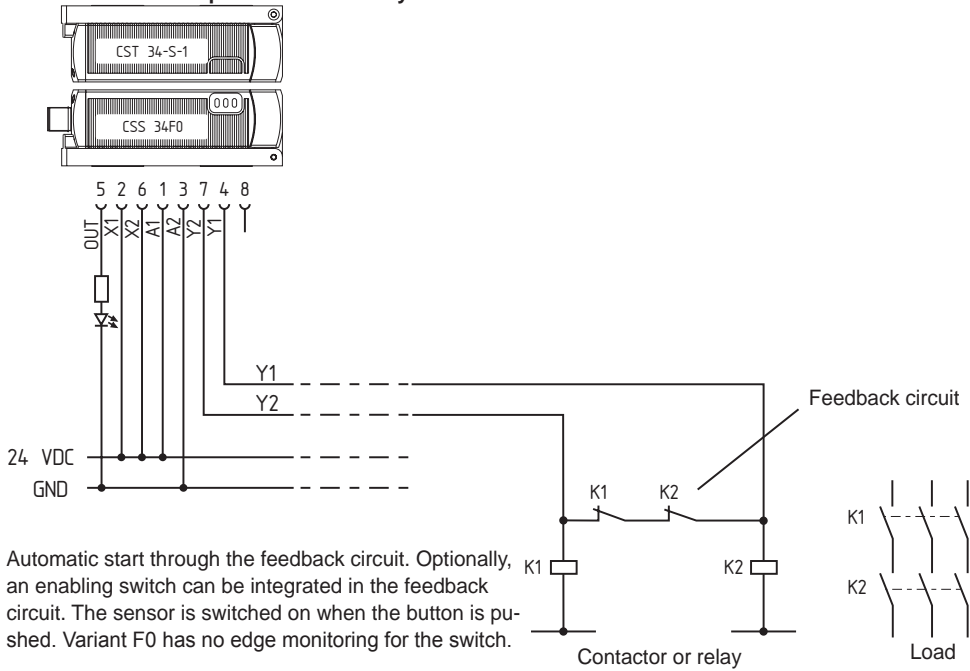 CST 34-S-1
000
CSS 34F0
5 2 6 1 3 7 4 8
OUT X1 X2 A1 A2 Y2 Y1
Y1
Y2
Feedback circuit
24 VDC
GND
K1 K2
K1
K2
K1
K2
Automatic start through the feedback circuit. Optionally,
an enabling switch can be integrated in the feedback
circuit. The sensor is switched on when the button is pu-
shed. Variant F0 has no edge monitoring for the switch.
Contactor or relay
Load